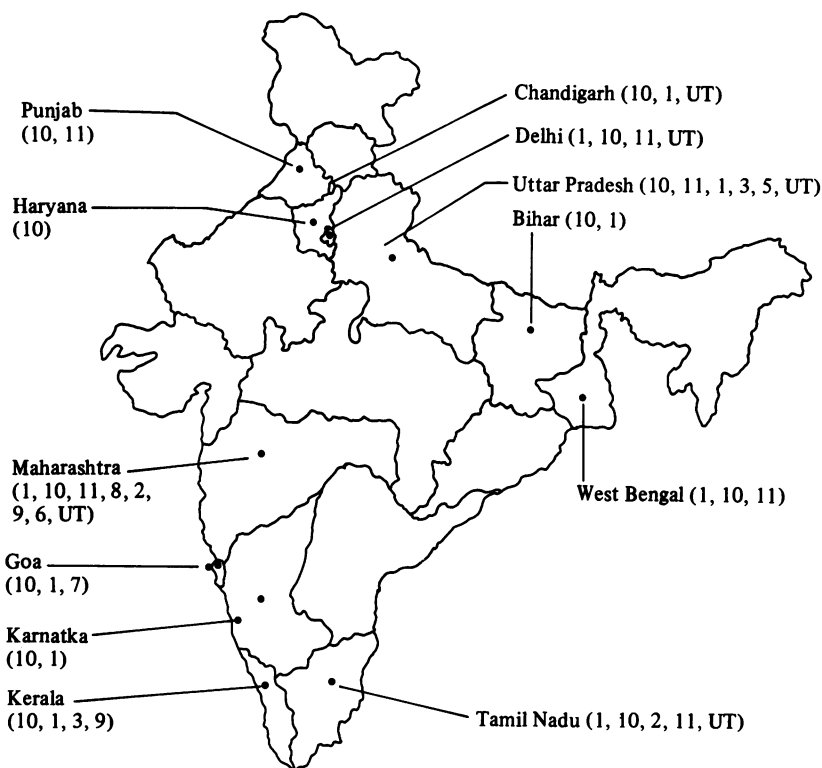 Punjab
(10, 11)
Chandigarh (10, 1, UT)
Delhi (1, 10, 11, UT)
Uttar Pradesh (10, 11, 1, 3, 5, UT)
Haryana
(10)
Bihar (10, 1)
Maharashtra
(1, 10, 11, 8, 2,
9, 6, UT)
West Bengal (1, 10, 11)
Goa
(10, 1, 7)
Karnatka
(10, 1)
Kerala
(10, 1, 3, 9)
Tamil Nadu (1, 10, 2, 11, UT)